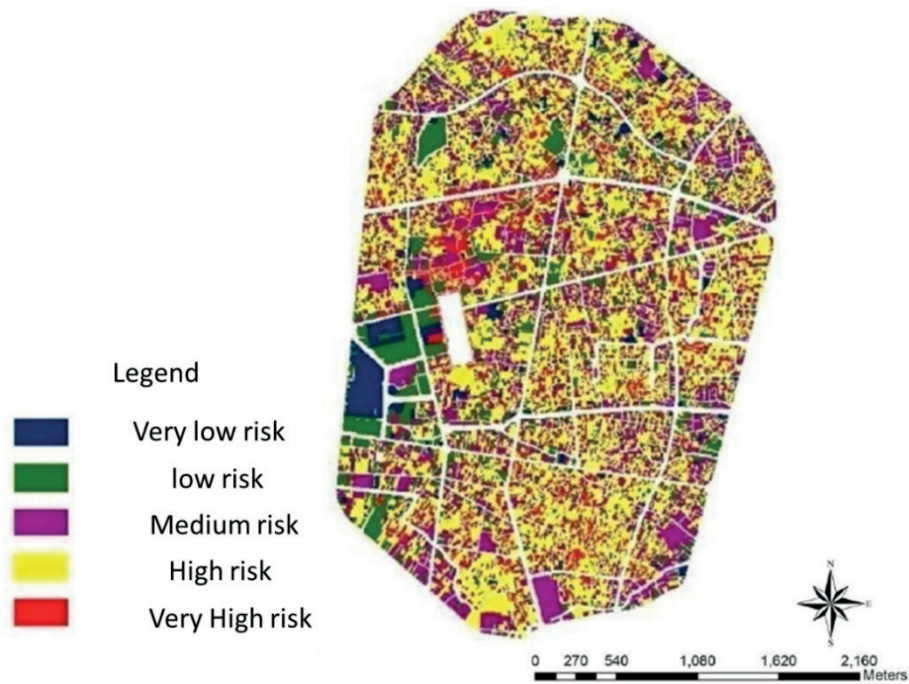 Legend
Very low risk
low risk
Medium risk
High risk
Very High risk
N
E
S
0 270 540 1,080 1,620 2,160
Meters